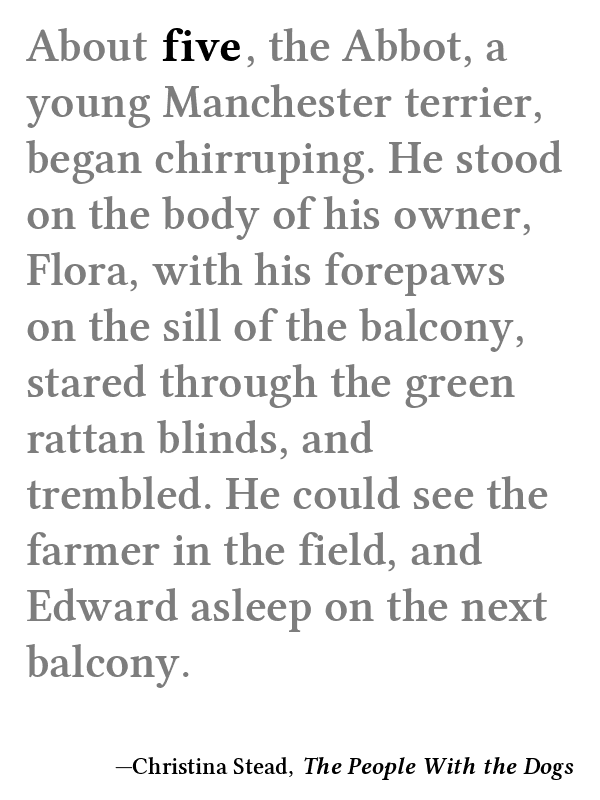 About five, the Abbot, a
young Manchester terrier,
began chirruping. He stood
on the body of his owner,
Flora, with his forepaws
on the sill of the balcony,
stared through the green
rattan blinds, and
trembled. He could see the
farmer in the field, and
Edward asleep on the next
balcony.
—Christina Stead, The People With the Dogs